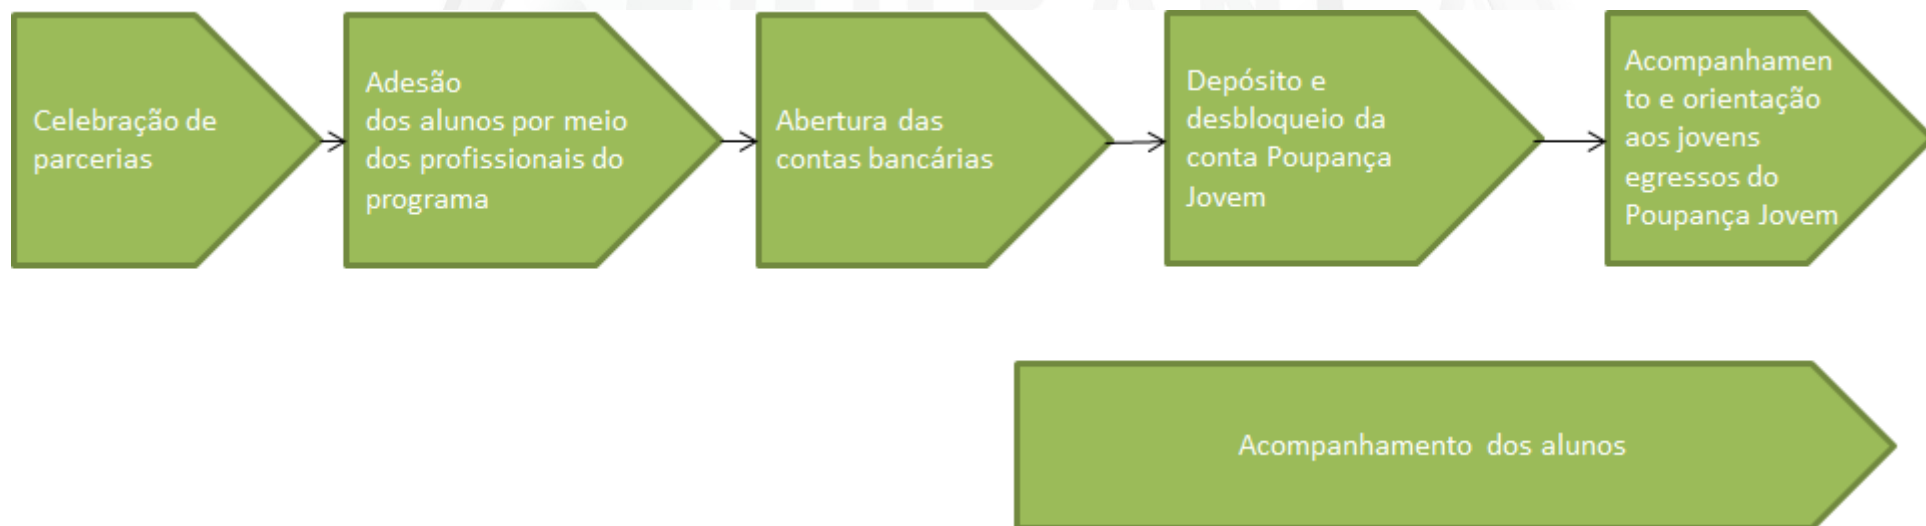 Celebração de
parcerias
Adesão
dos alunos por meio
dos profissionais do
programa
Abertura das
contas bancárias
Depósito e
desbloqueio da
conta Poupança
Jovem
Acompanhamen
to e orientação
aos jovens
egressos do
Poupança Jovem
Acompanhamento dos alunos